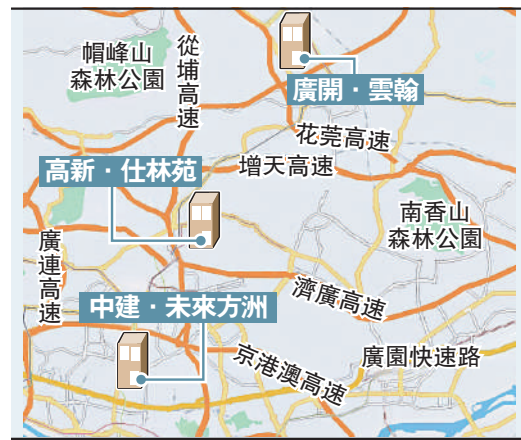 帽峰山
森林公園
從埔高速
廣開·雲翰
花莞高速
增天高速
高新·仕林苑
南香山
森林公園
廣連高速
濟廣高速
中建·未來方洲
京港澳高速
廣園快速路